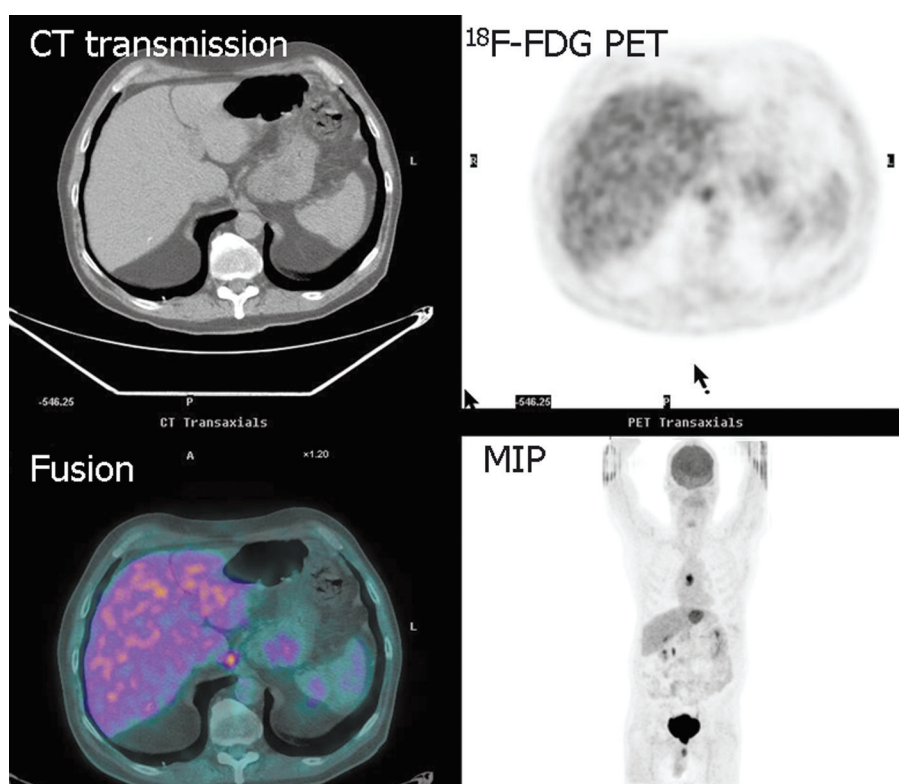 CT transmission
L
-546.25
P
CT Transaxials
¹⁸F-FDG PET
R
L
-546.25
P
PET Transaxials
Fusion
A
×1.20
L
MIP